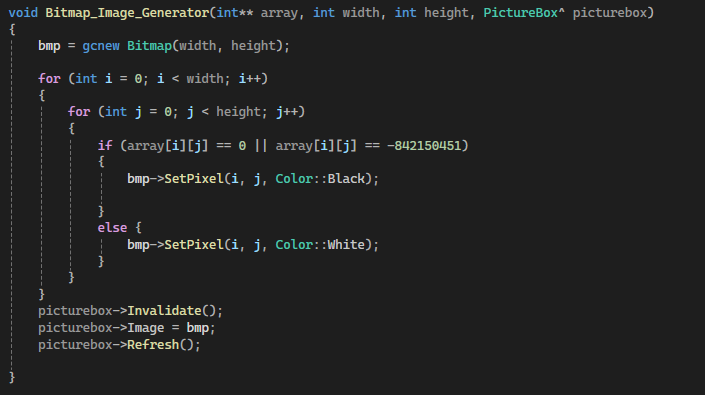 void Bitmap_Image_Generator(int** array, int width, int height, PictureBox^ picturebox)
{
bmp = gcnew Bitmap(width, height);
for (int i = 0; i < width; i++)
{
for (int j = 0; j < height; j++)
{
if (array[i][j] == 0 || array[i][j] == -842150451)
{
bmp->SetPixel(i, j, Color::Black);
}
else {
bmp->SetPixel(i, j, Color::White);
}
}
}
picturebox->Invalidate();
picturebox->Image = bmp;
picturebox->Refresh();
}